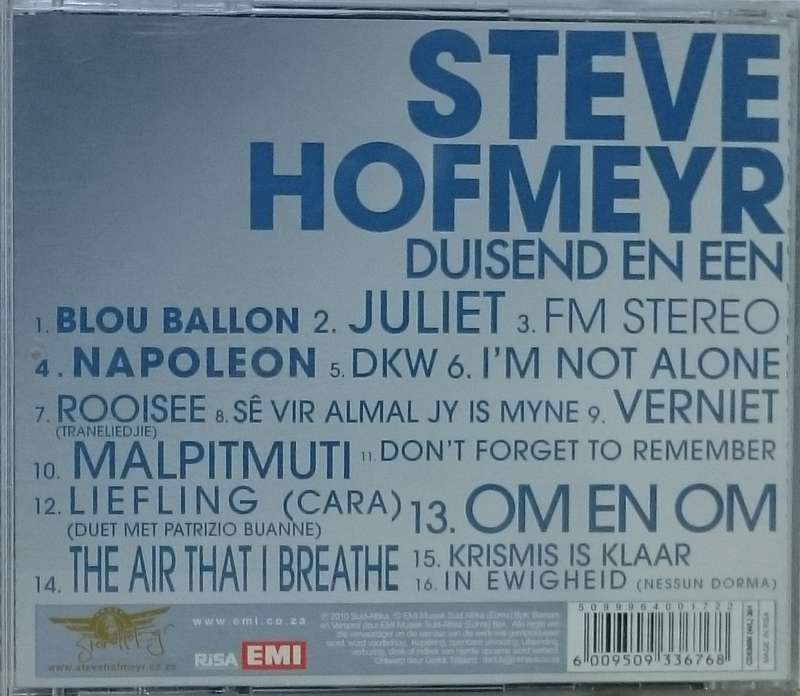 STEVE
HOFMEYR
DUISEND EN EEN
1. BLOU BALLON 2. JULIET 3. FM STEREO
4. NAPOLEON 5. DKW 6. I'M NOT ALONE
7. ROOISEE 8. SÊ VIR ALMAL JY IS MYNE 9. VERNIET
(TRANELIEDJIE)
10. MALPITMUTI 11. DON'T FORGET TO REMEMBER
12. LIEFLING (CARA) 13. OM EN OM
(DUET MET PATRIZIO BUANNE)
14. THE AIR THAT I BREATHE 15. KRISMIS IS KLAAR
16. IN EWIGHEID (NESSUN DORMA)
www.stevehofmeyr.co.za
www.emi.co.za
RiSA EMI
℗ 2010 Suid-Afrika
5099964001722
6 009509 336768
MADE IN RSA